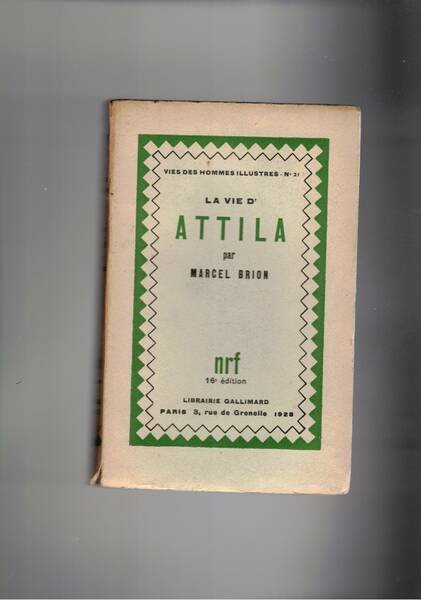 VIES DES HOMMES ILLUSTRES - N° 21
LA VIE D'
ATTILA
par
MARCEL BRION
nrf
16e édition
LIBRAIRIE GALLIMARD
PARIS 3, rue de Grenelle 1928